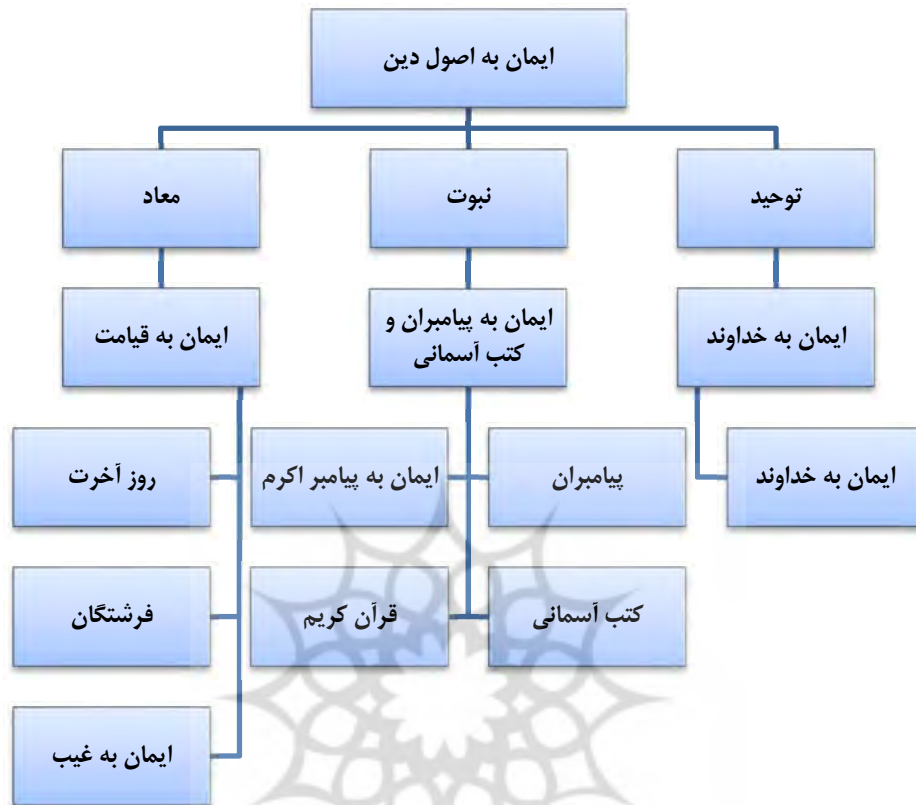 ایمان به اصول دین
توحید
نبوت
معاد
ایمان به خداوند
ایمان به پیامبران و
کتب آسمانی
ایمان به قیامت
ایمان به خداوند
پیامبران
ایمان به پیامبر اکرم
روز آخرت
کتب آسمانی
قرآن کریم
فرشتگان
ایمان به غیب